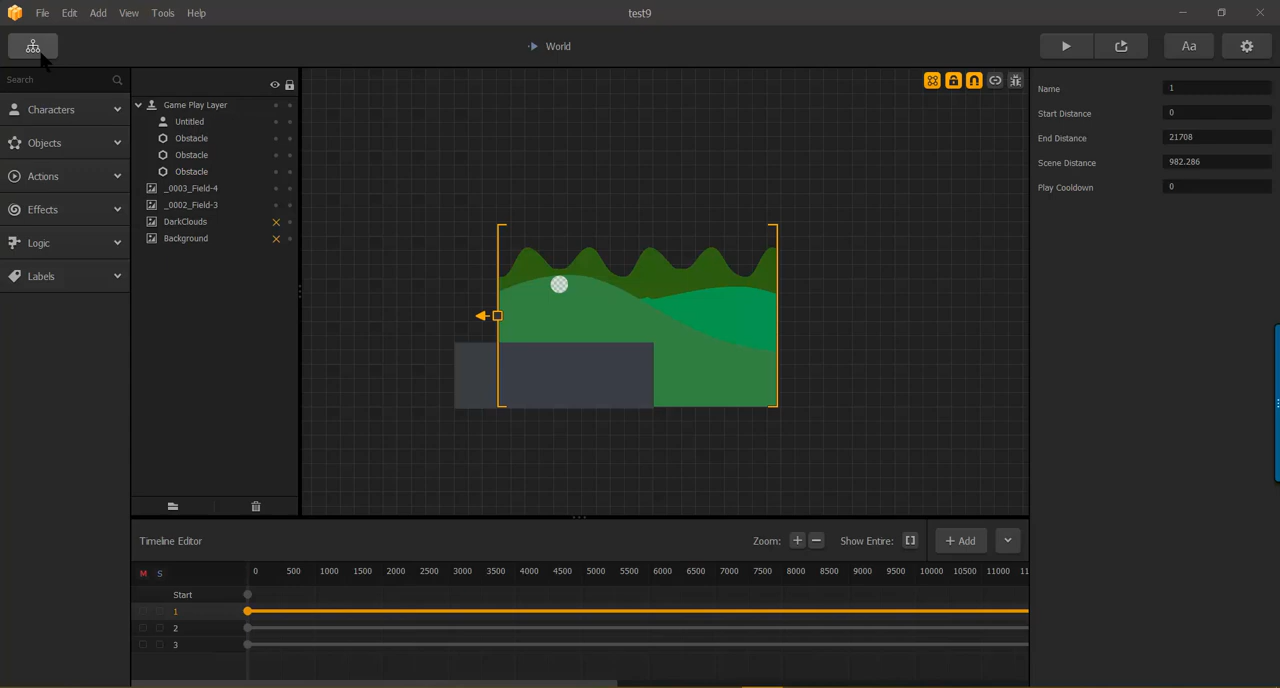 File Edit Add View Tools Help
test9
World
Aa
Search
Characters
Objects
Actions
Effects
Logic
Labels
Game Play Layer
Untitled
Obstacle
Obstacle
Obstacle
_0003_Field-4
_0002_Field-3
DarkClouds
Background
Name 1
Start Distance 0
End Distance 21708
Scene Distance 982.286
Play Cooldown 0
Timeline Editor
Zoom:
Show Entire:
+ Add
M S 0 500 1000 1500 2000 2500 3000 3500 4000 4500 5000 5500 6000 6500 7000 7500 8000 8500 9000 9500 10000 10500 11000 11
Start
1
2
3